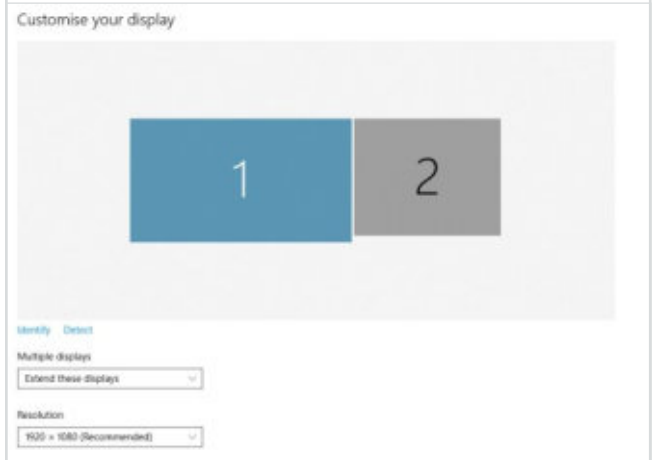 Customise your display
1
2
Identify Detect
Multiple displays
Extend these displays
Resolution
1920 × 1080 (Recommended)